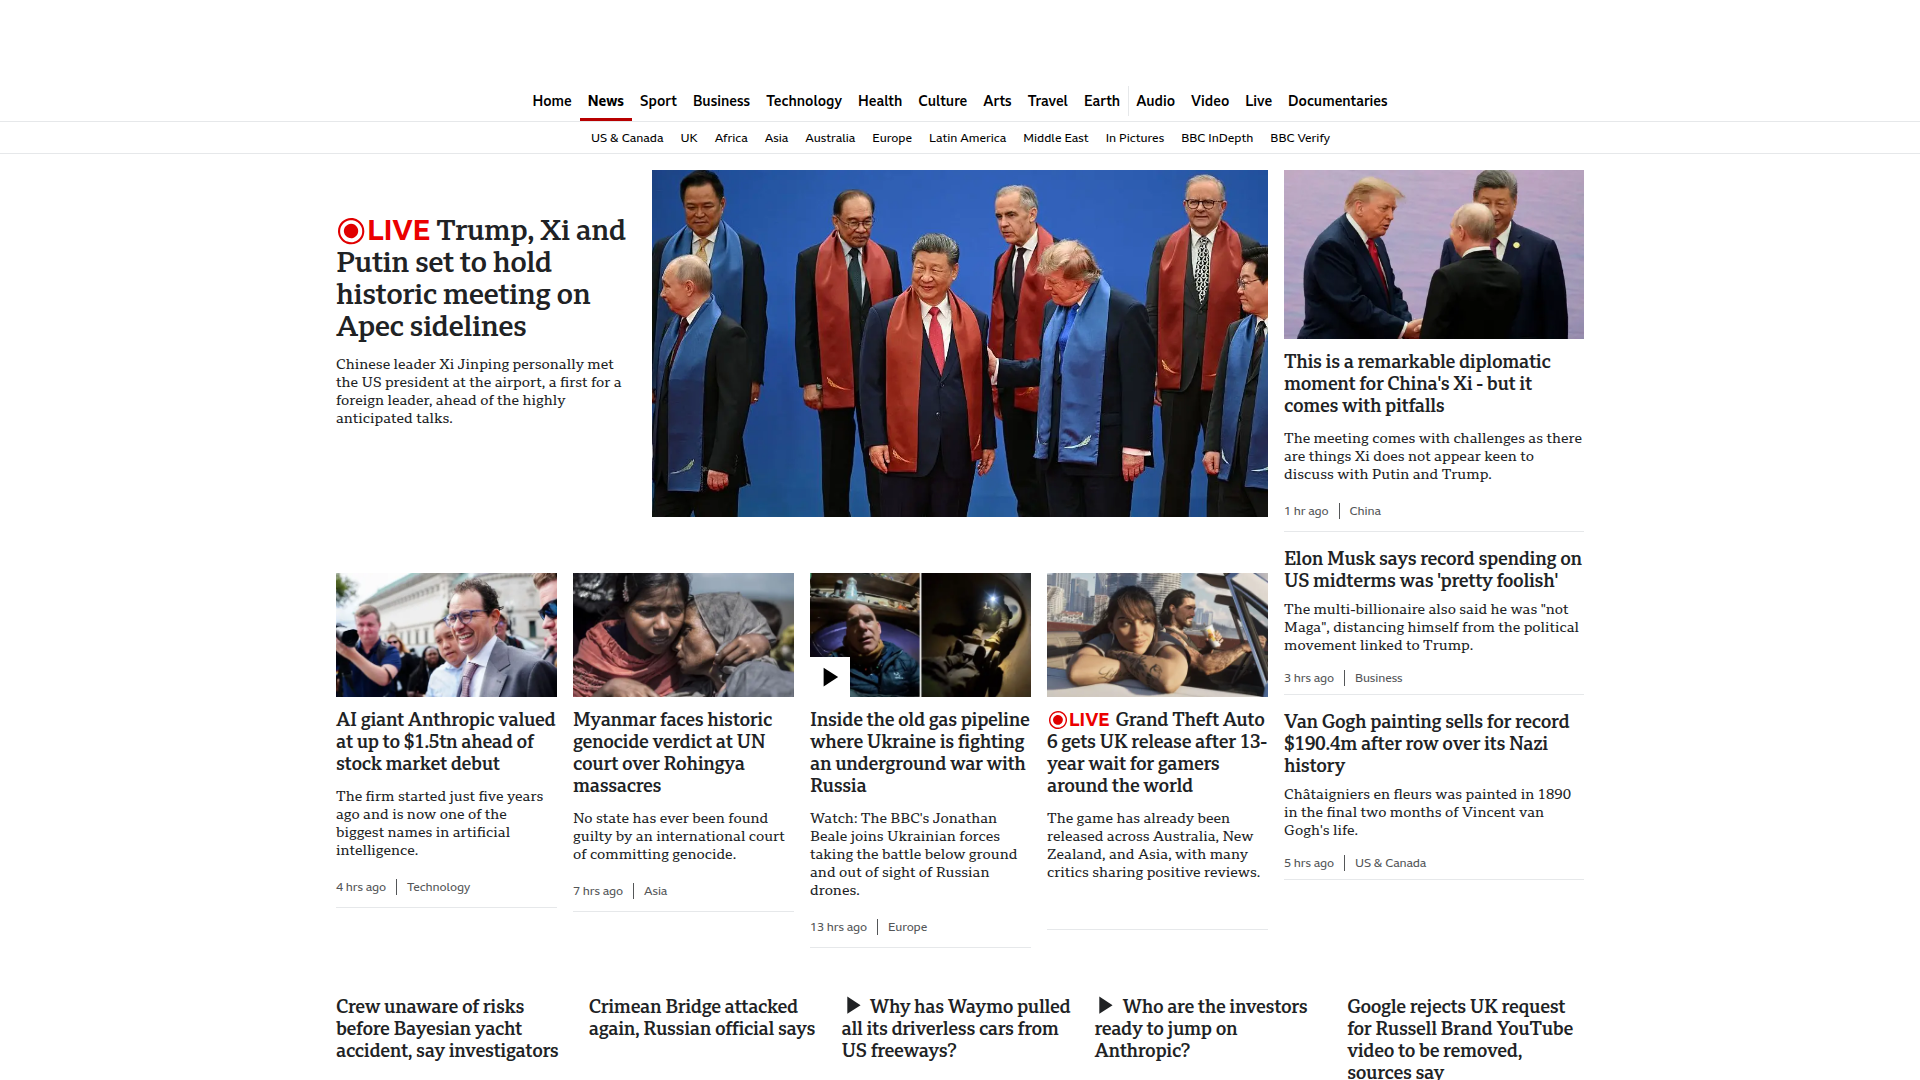 Home News Sport Business Technology Health Culture Arts Travel Earth Audio Video Live Documentaries
US & Canada UK Africa Asia Australia Europe Latin America Middle East In Pictures BBC InDepth BBC Verify
LIVE Trump, Xi and
Putin set to hold
historic meeting on
Apec sidelines
Chinese leader Xi Jinping personally met
the US president at the airport, a first for a
foreign leader, ahead of the highly
anticipated talks.
This is a remarkable diplomatic
moment for China's Xi - but it
comes with pitfalls
The meeting comes with challenges as there
are things Xi does not appear keen to
discuss with Putin and Trump.
1 hr ago China
Elon Musk says record spending on
US midterms was 'pretty foolish'
The multi-billionaire also said he was "not
Maga", distancing himself from the political
movement linked to Trump.
3 hrs ago Business
Van Gogh painting sells for record
$190.4m after row over its Nazi
history
Châtaigniers en fleurs was painted in 1890
in the final two months of Vincent van
Gogh's life.
5 hrs ago US & Canada
AI giant Anthropic valued
at up to $1.5tn ahead of
stock market debut
The firm started just five years
ago and is now one of the
biggest names in artificial
intelligence.
4 hrs ago Technology
Myanmar faces historic
genocide verdict at UN
court over Rohingya
massacres
No state has ever been found
guilty by an international court
of committing genocide.
7 hrs ago Asia
Inside the old gas pipeline
where Ukraine is fighting
an underground war with
Russia
Watch: The BBC's Jonathan
Beale joins Ukrainian forces
taking the battle below ground
and out of sight of Russian
drones.
13 hrs ago Europe
LIVE Grand Theft Auto
6 gets UK release after 13-
year wait for gamers
around the world
The game has already been
released across Australia, New
Zealand, and Asia, with many
critics sharing positive reviews.
Crew unaware of risks
before Bayesian yacht
accident, say investigators
Crimean Bridge attacked
again, Russian official says
Why has Waymo pulled
all its driverless cars from
US freeways?
Who are the investors
ready to jump on
Anthropic?
Google rejects UK request
for Russell Brand YouTube
video to be removed,
sources say